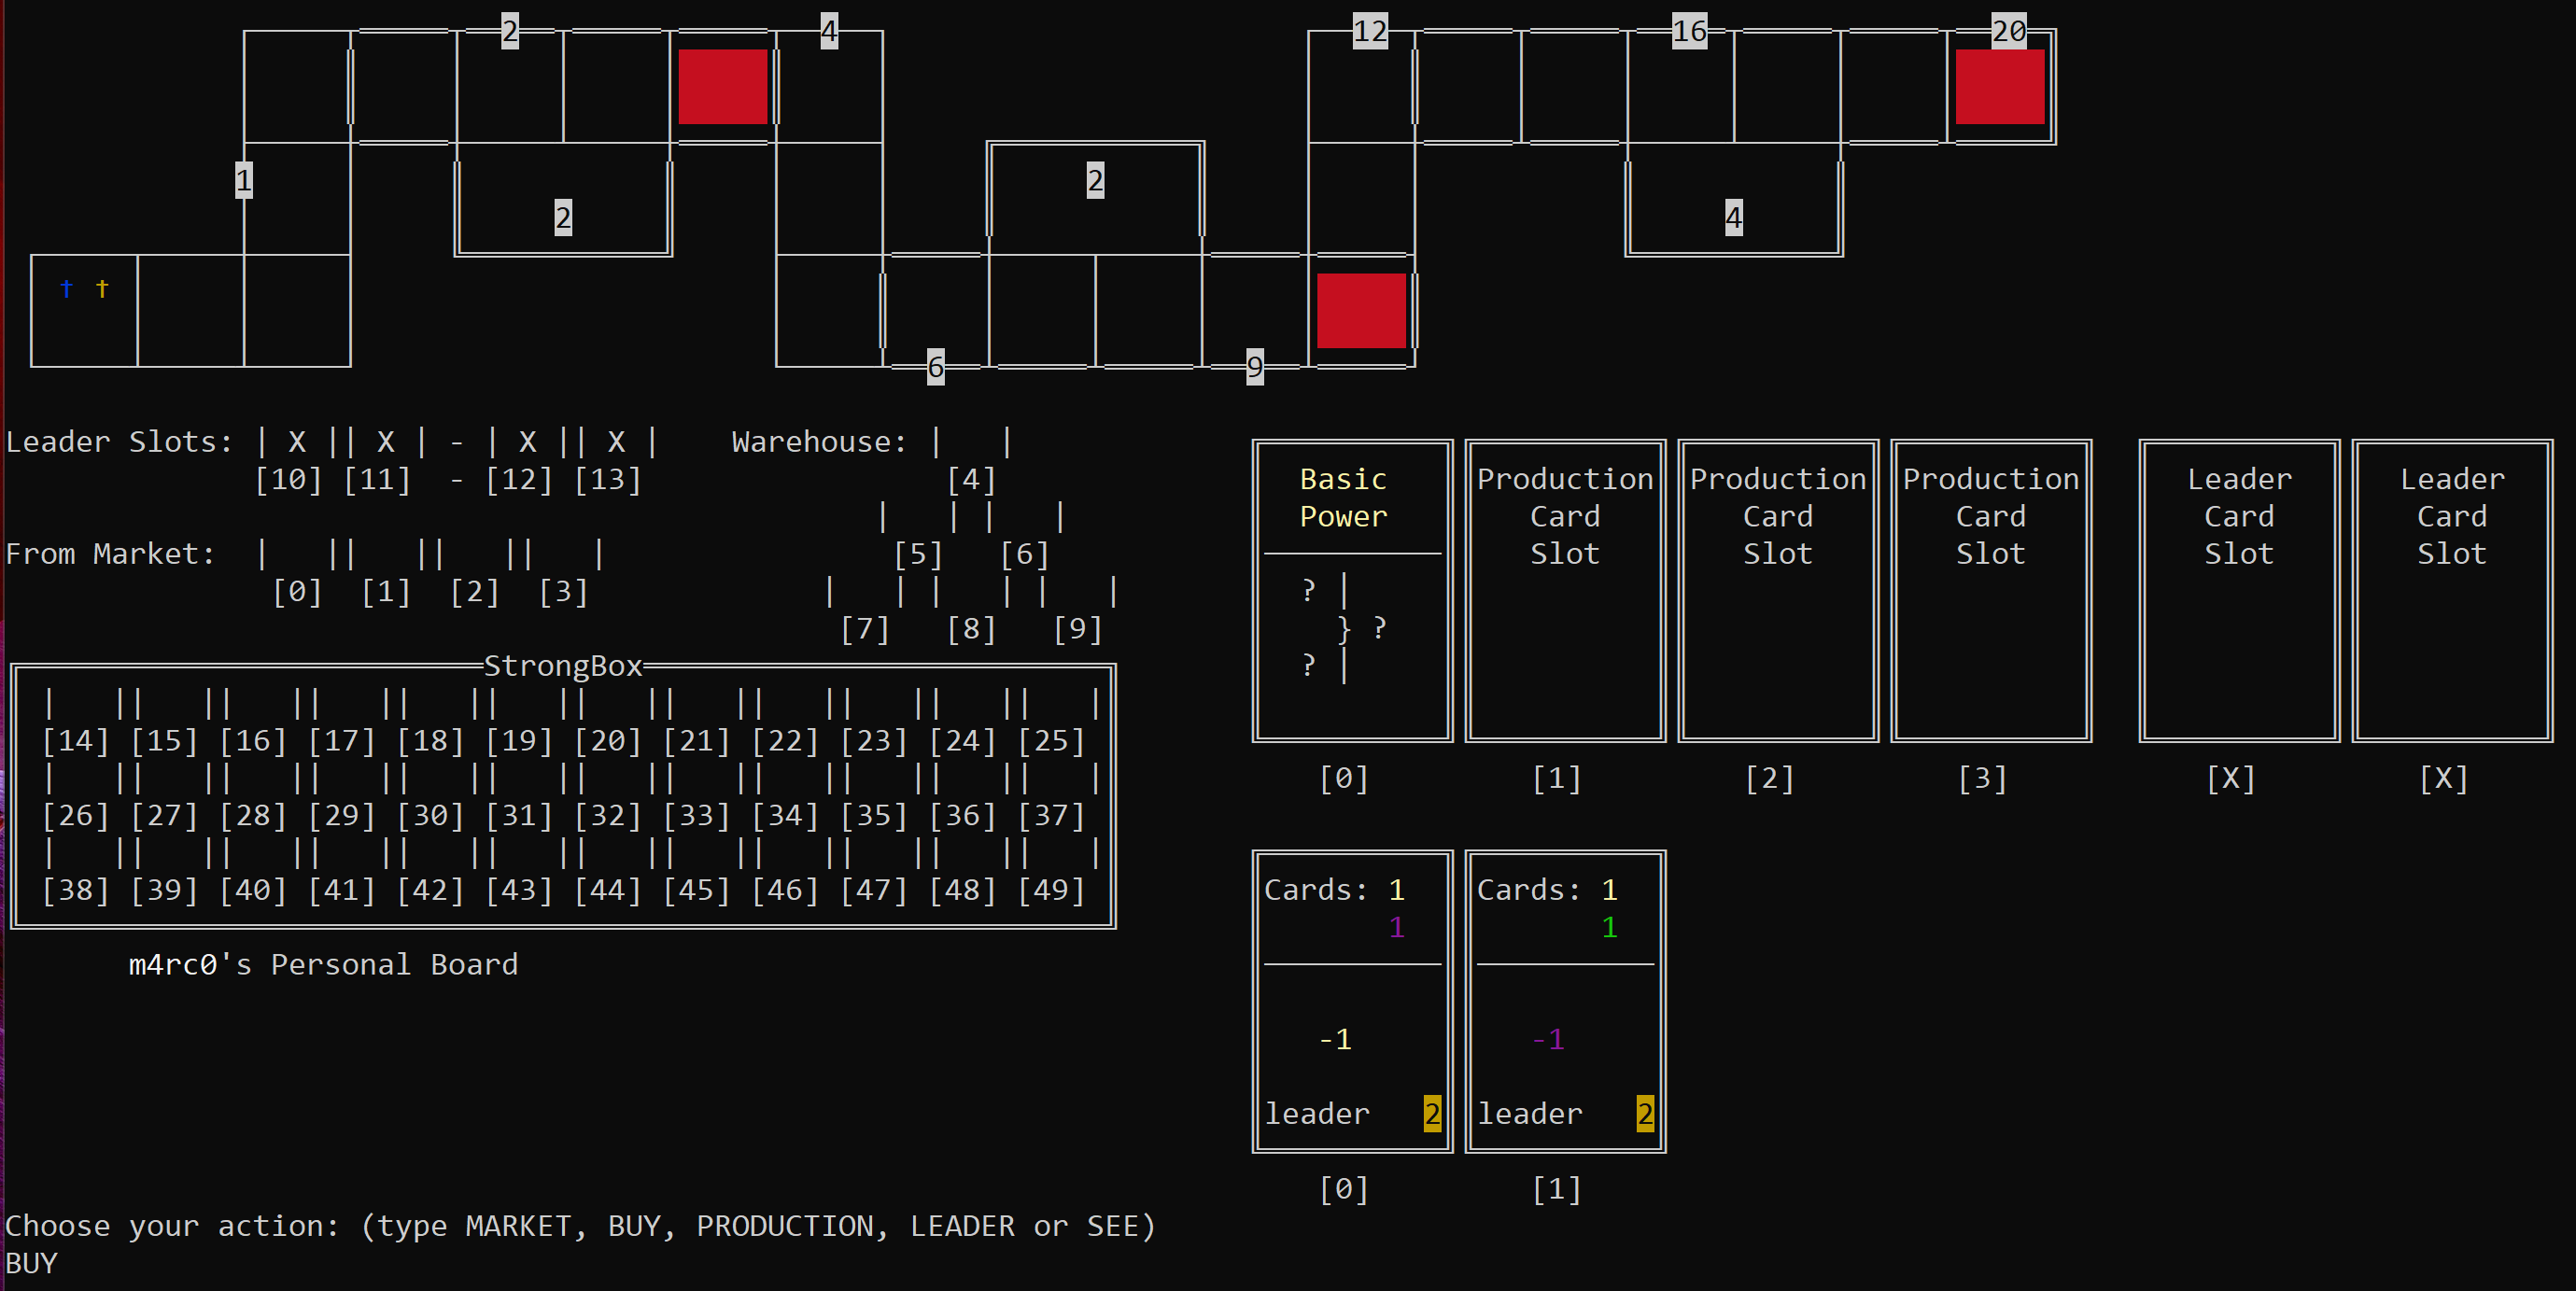 2 4 12 16 20
1 2
2 4
† †
6 9
Leader Slots: | X || X | - | X || X | Warehouse: | |
[10] [11] - [12] [13] [4]
| | | |
From Market: | || || || | [5] [6]
[0] [1] [2] [3] | | | | | |
[7] [8] [9]
StrongBox
| || || || || || || || || || || || |
[14] [15] [16] [17] [18] [19] [20] [21] [22] [23] [24] [25]
| || || || || || || || || || || || |
[26] [27] [28] [29] [30] [31] [32] [33] [34] [35] [36] [37]
| || || || || || || || || || || || |
[38] [39] [40] [41] [42] [43] [44] [45] [46] [47] [48] [49]
m4rc0's Personal Board
Basic
Power
? |
} ?
? |
[0]
Production
Card
Slot
[1]
Production
Card
Slot
[2]
Production
Card
Slot
[3]
Leader
Card
Slot
[X]
Leader
Card
Slot
[X]
Cards: 1
1
-1
leader 2
[0]
Cards: 1
1
-1
leader 2
[1]
Choose your action: (type MARKET, BUY, PRODUCTION, LEADER or SEE)
BUY